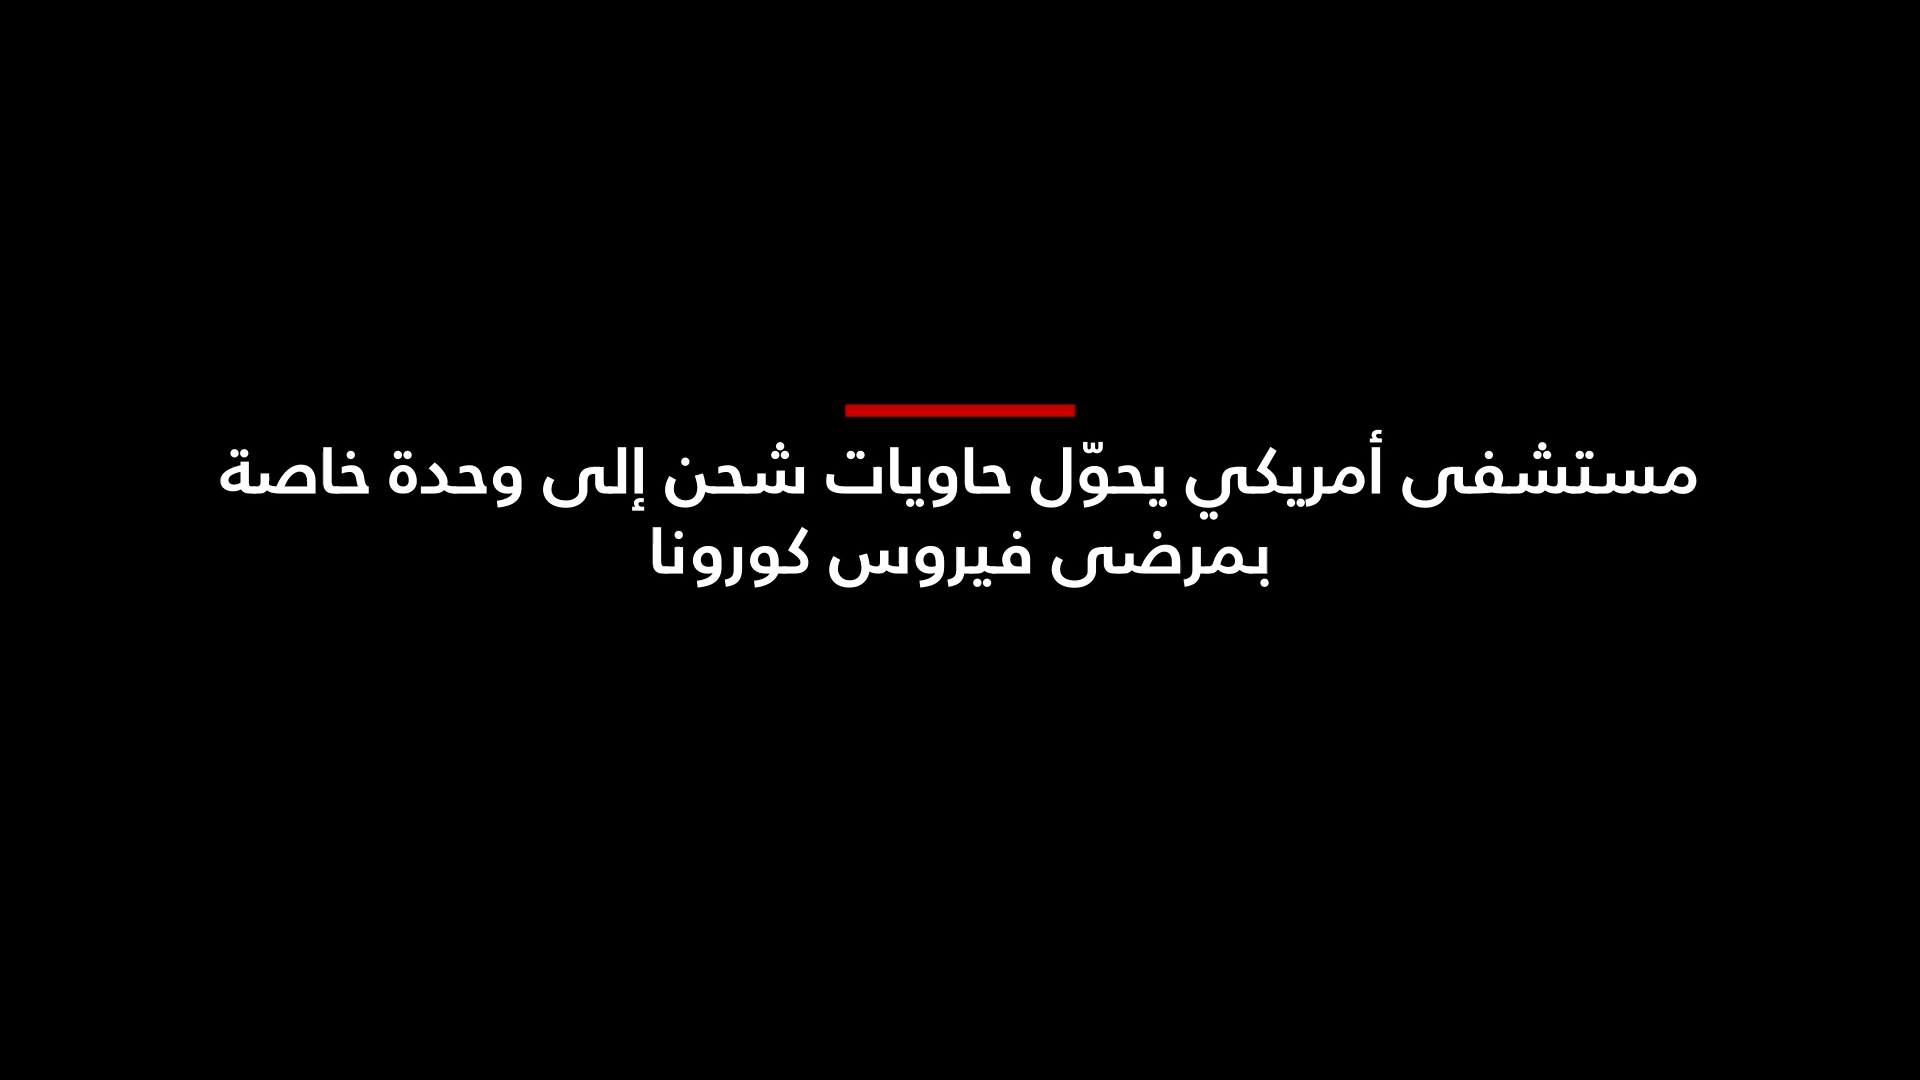 مستشفى أمريكي يحوّل حاويات شحن إلى وحدة خاصة
بمرضى فيروس كورونا